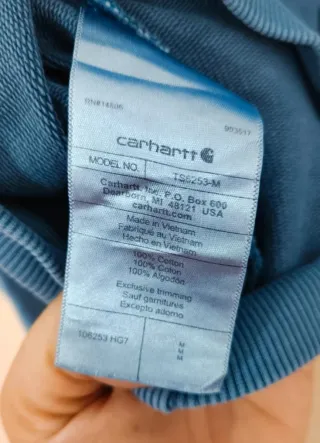 RN#14806
903517
carhartt
MODEL NO. TS6253-M
Carhartt, Inc. P.O. Box 600
Dearborn, MI 48121 USA
carhartt.com
Made in Vietnam
Fabriqué au Vietnam
Hecho en Vietnam
100% Cotton
100% Coton
100% Algodón
Exclusive trimming
Sauf garnitures
Excepto adorno
106253 HG7
M
M
M